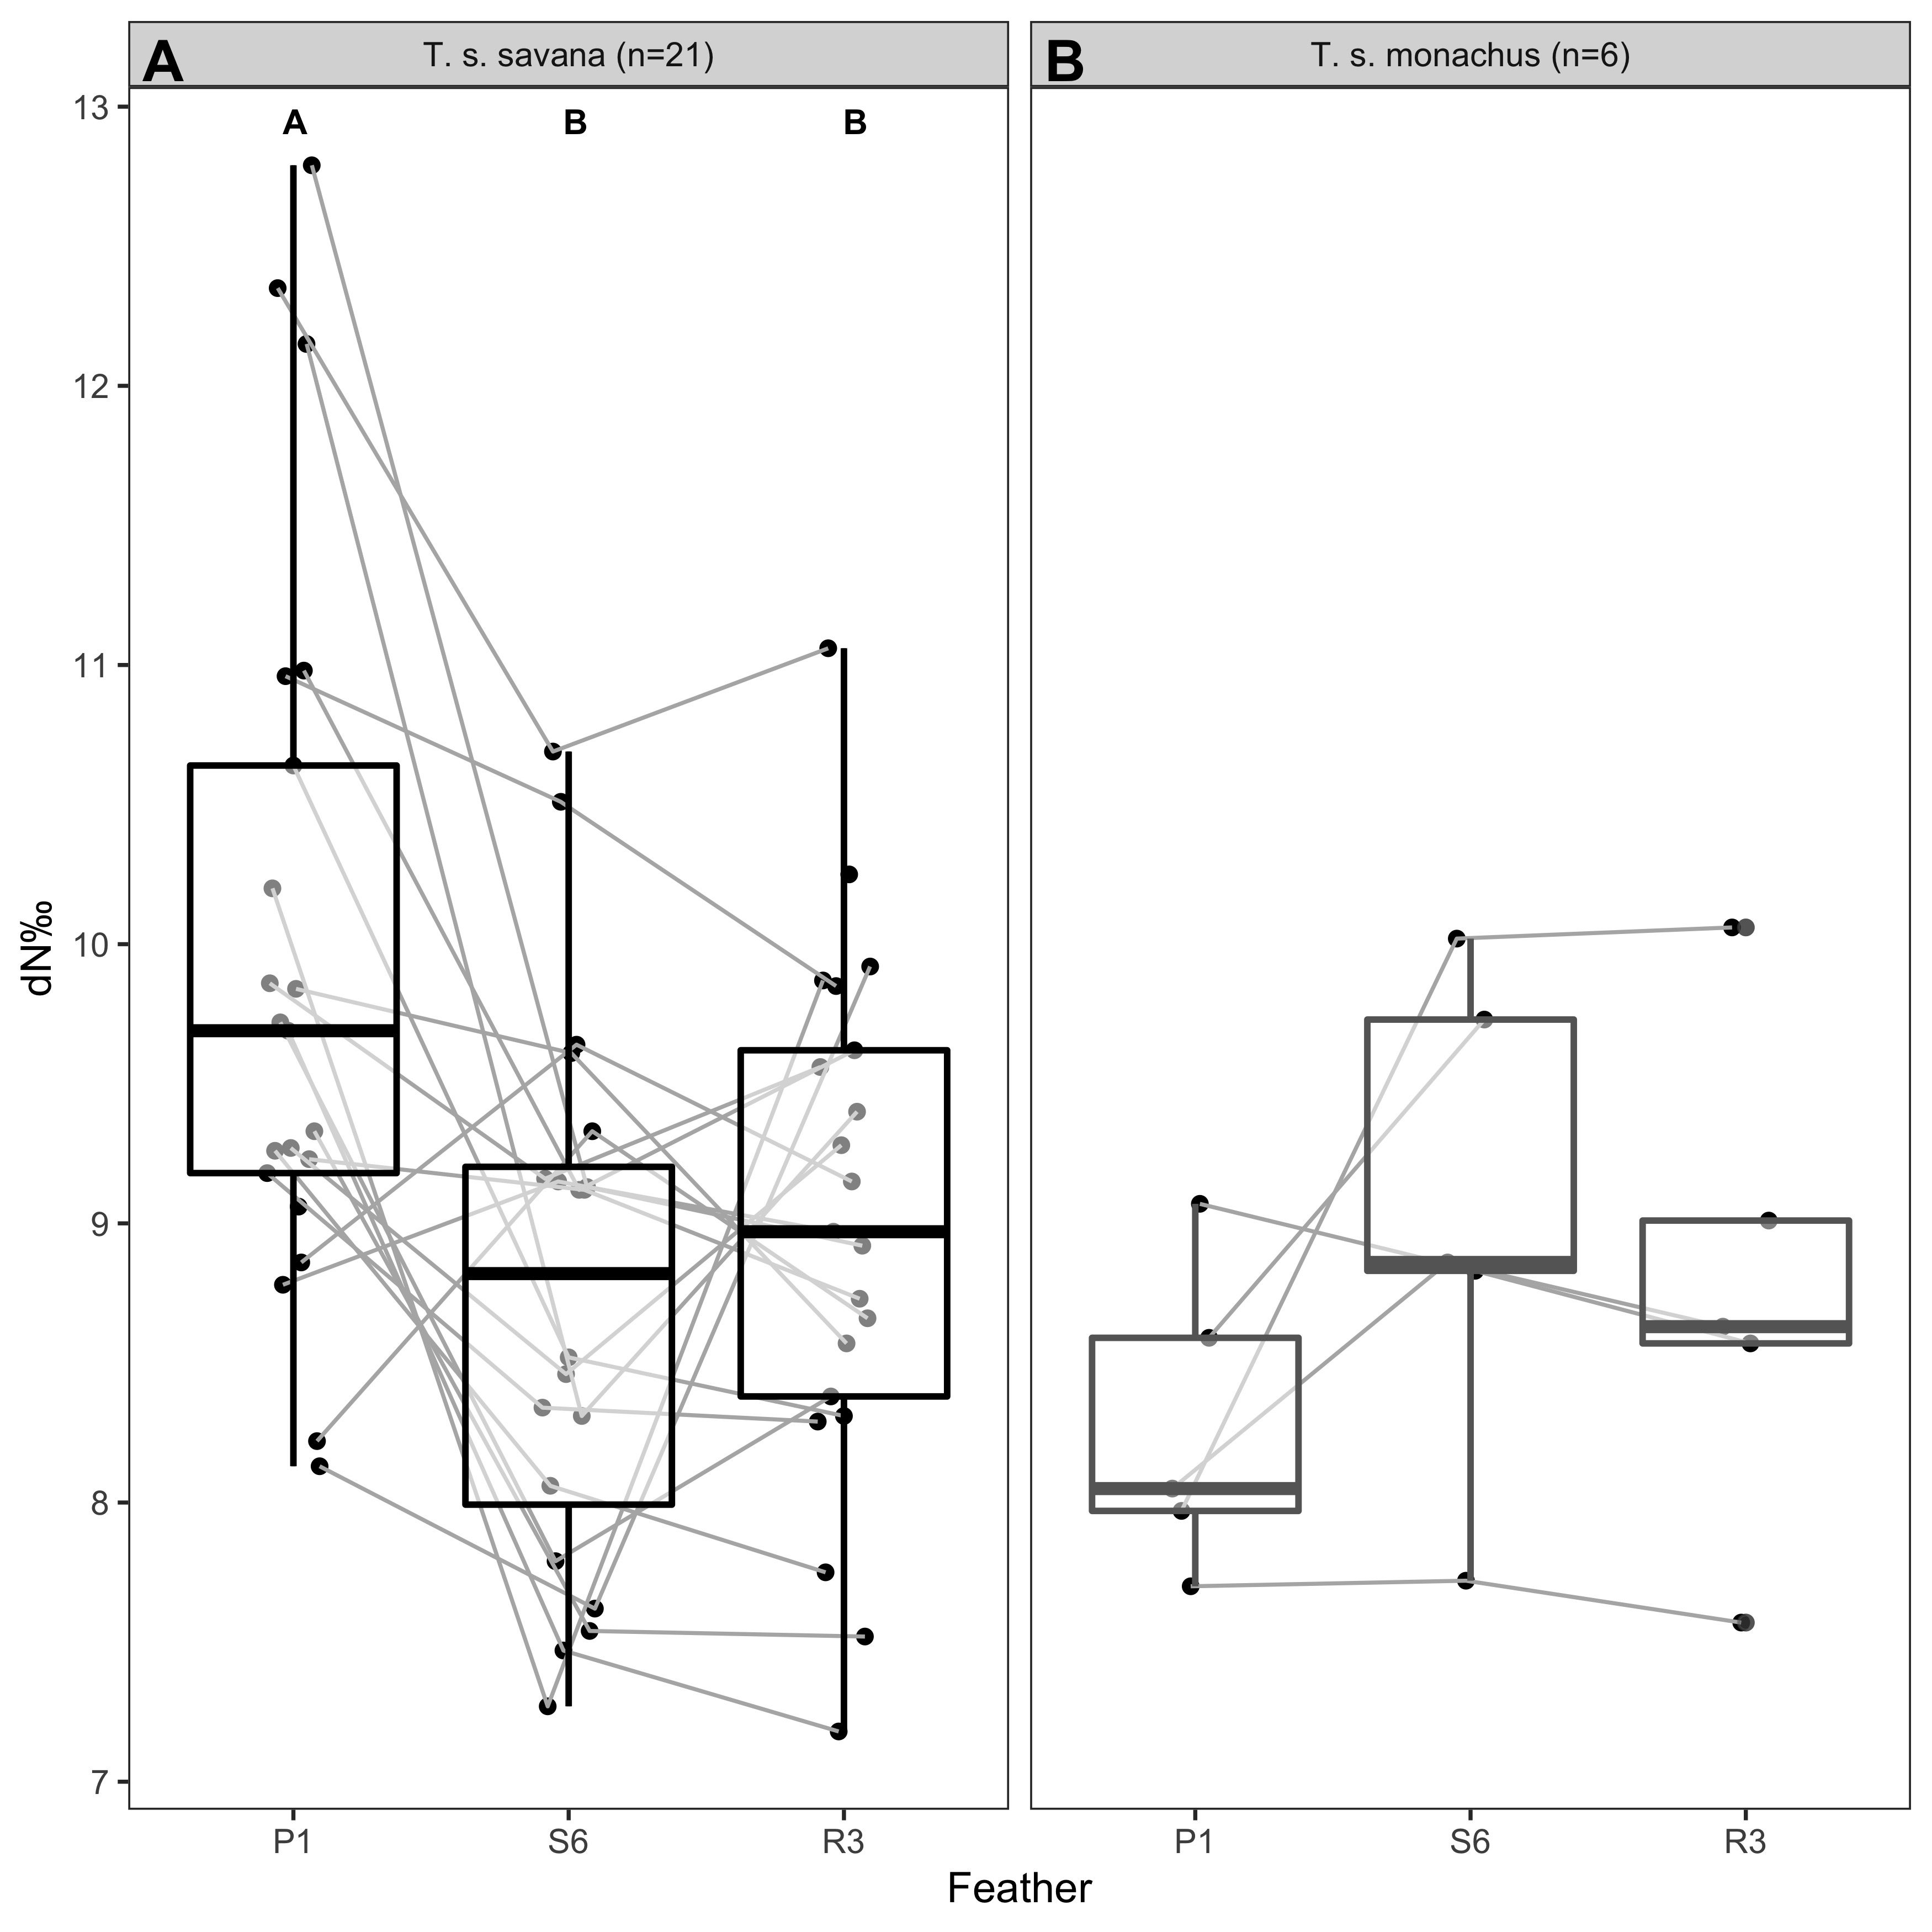 A T. s. savana (n=21)
B T. s. monachus (n=6)
A B B
13
12
11
10
9
8
7
dN‰
P1 S6 R3
P1 S6 R3
Feather